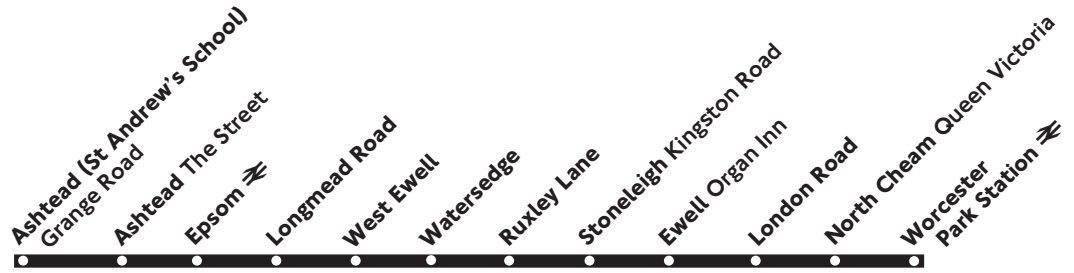 Ashtead (St Andrew's School)
Grange Road
Ashtead The Street
Epsom
Longmead Road
West Ewell
Watersedge
Ruxley Lane
Stoneleigh Kingston Road
Ewell Organ Inn
London Road
North Cheam Queen Victoria
Worcester
Park Station